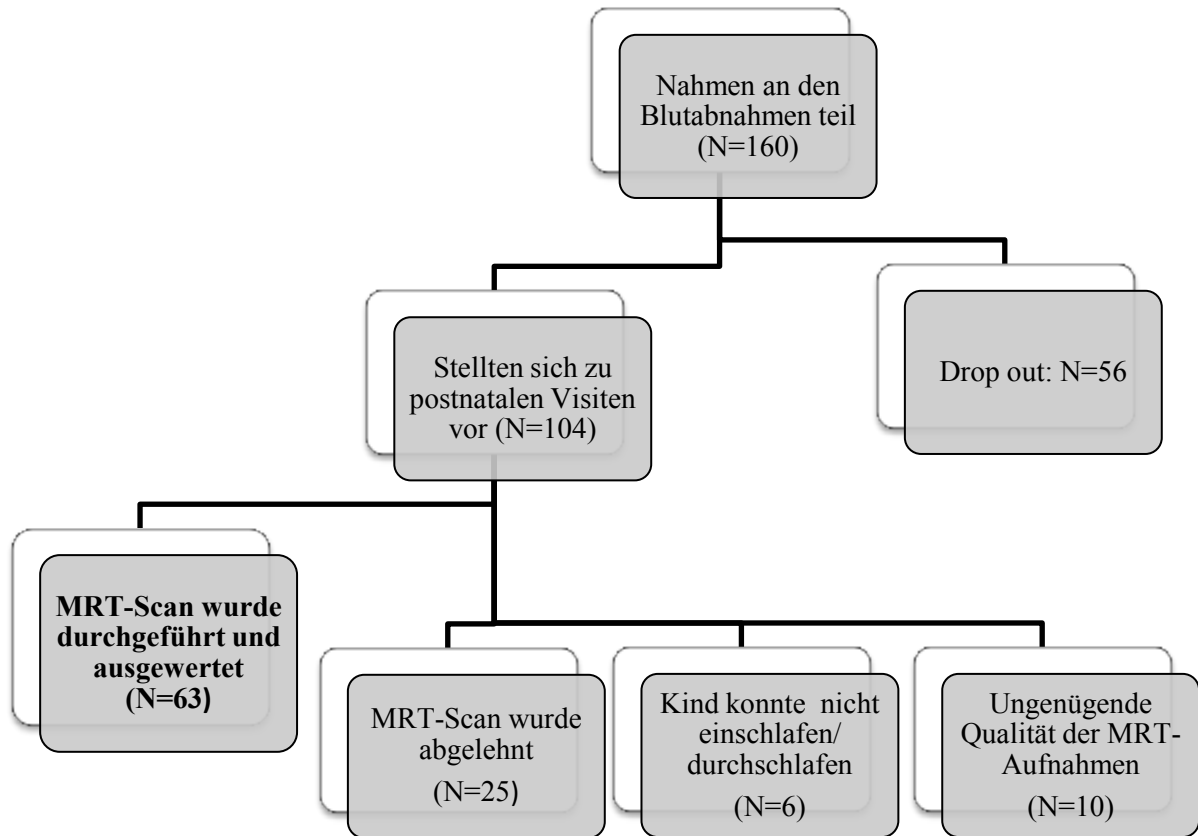 Nahmen an den
Blutabnahmen teil
(N=160)
Stellten sich zu
postnatalen Visiten
vor (N=104)
Drop out: N=56
MRT-Scan wurde
durchgeführt und
ausgewertet
(N=63)
MRT-Scan wurde
abgelehnt
(N=25)
Kind konnte nicht
einschlafen/
durchschlafen
(N=6)
Ungenügende
Qualität der MRT-
Aufnahmen
(N=10)